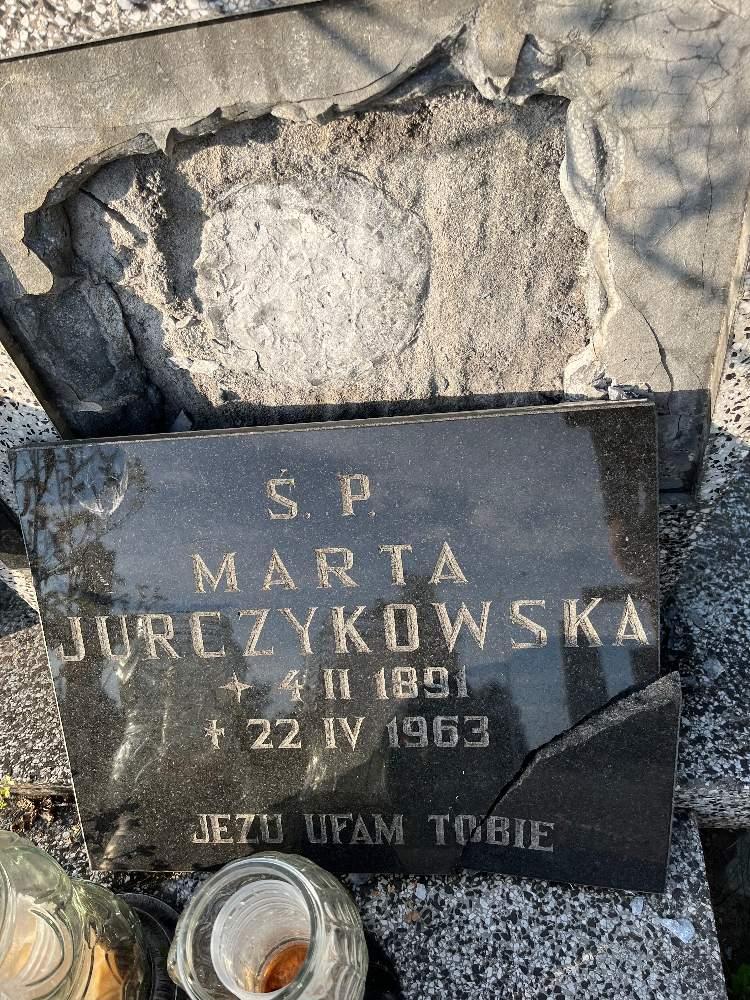 Ś. P.
MARTA
JURCZYKOWSKA
✦ 4 II 1891
✝ 22 IV 1963
JEZU UFAM TOBIE